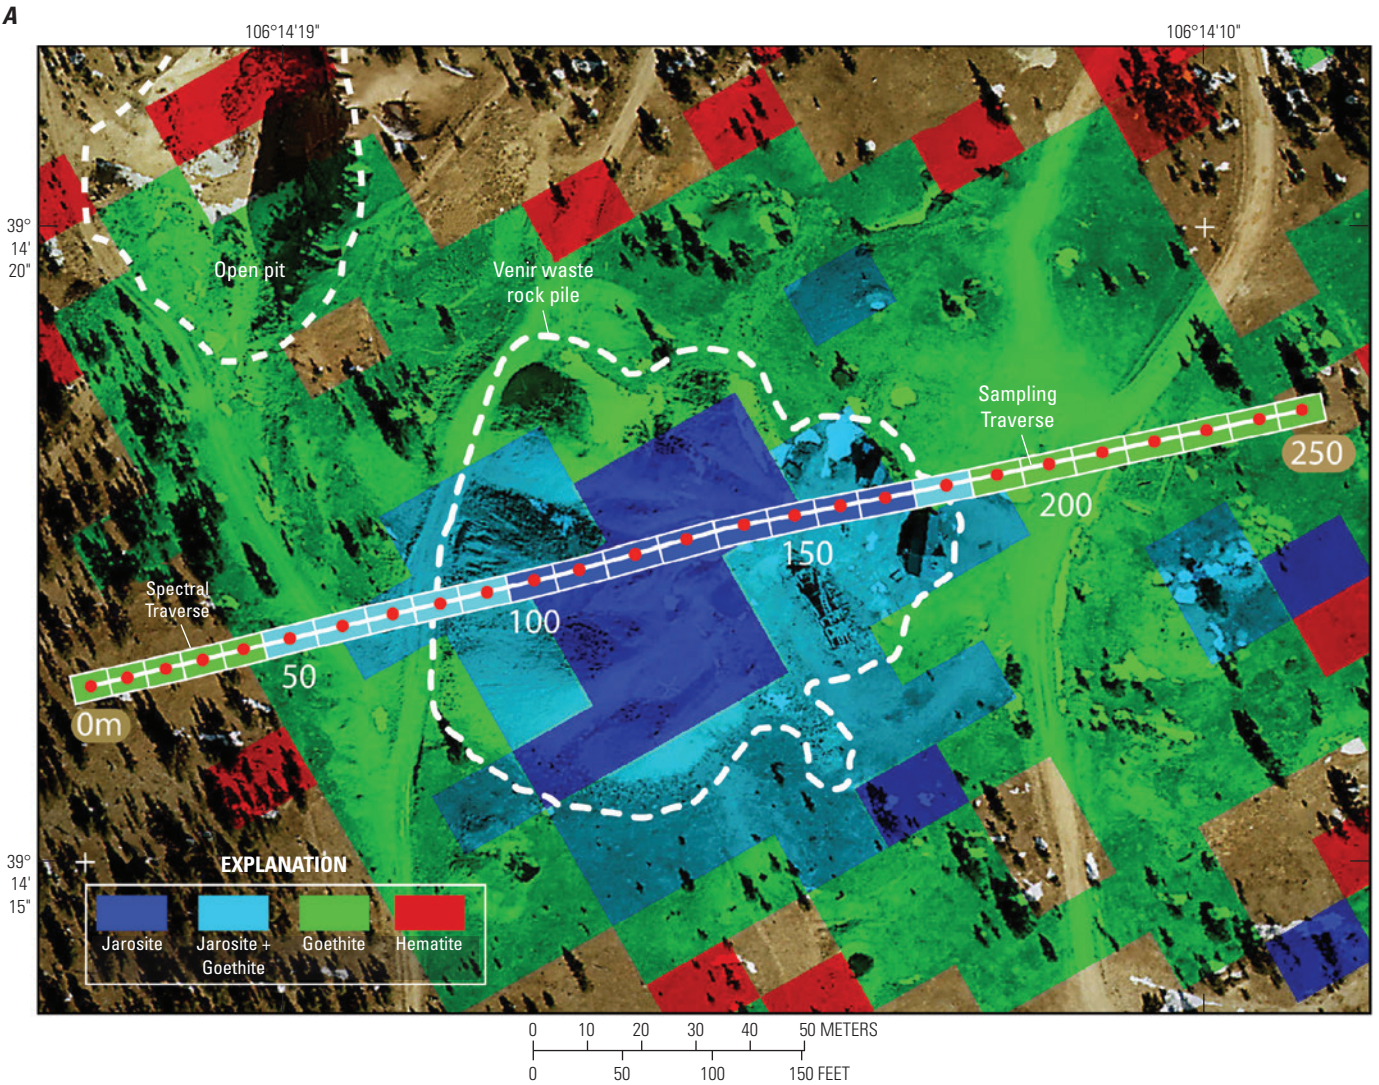 A
106°14'19"
106°14'10"
39°
14'
20"
Open pit
Venir waste
rock pile
Sampling
Traverse
250
200
150
Spectral
Traverse
100
50
0m
39°
14'
15"
EXPLANATION
Jarosite
Jarosite +
Goethite
Goethite
Hematite
0 10 20 30 40 50 METERS
0 50 100 150 FEET